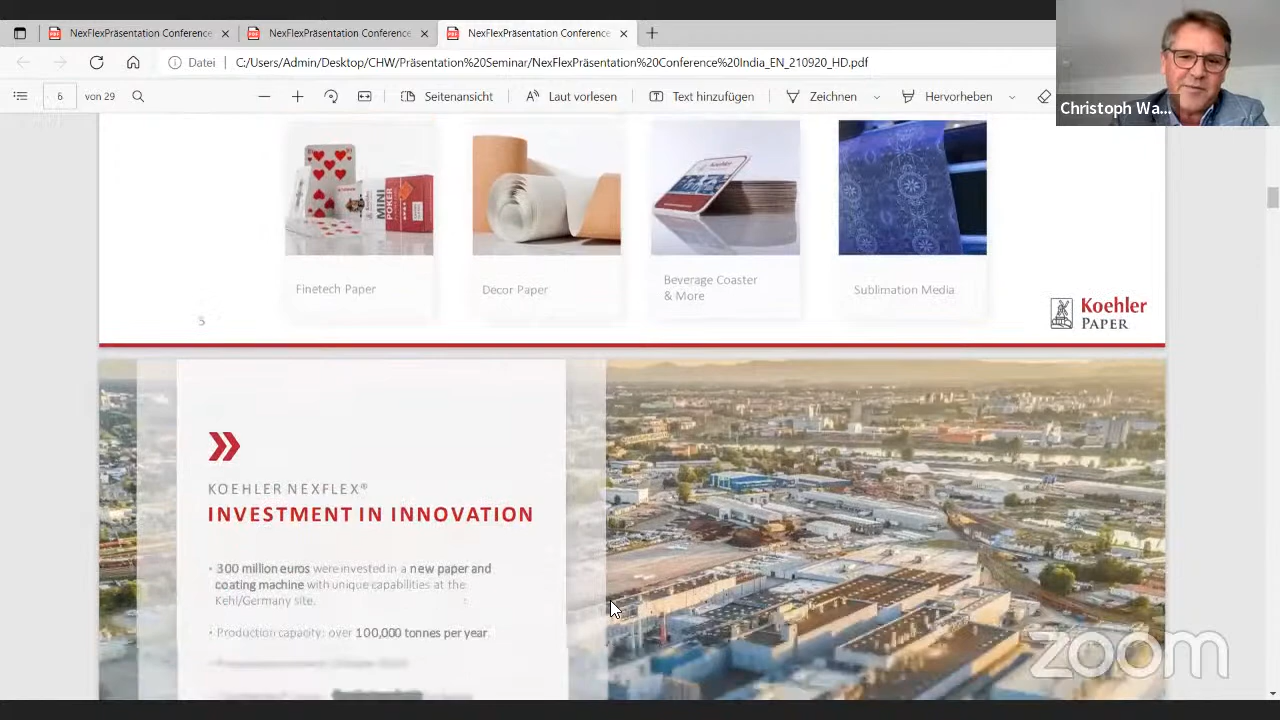 NexFlexPräsentation Conference
NexFlexPräsentation Conference
NexFlexPräsentation Conference
Datei
C:/Users/Admin/Desktop/CHW/Präsentation%20Seminar/NexFlexPräsentation%20Conference%20India_EN_210920_HD.pdf
6
von 29
Seitenansicht
Laut vorlesen
Text hinzufügen
Zeichnen
Hervorheben
Christoph Wa...
MINI
POKER
Koehler
Finetech Paper
Decor Paper
Beverage Coaster
& More
Sublimation Media
5
Koehler
PAPER
KOEHLER NEXFLEX®
INVESTMENT IN INNOVATION
• 300 million euros were invested in a new paper and
coating machine with unique capabilities at the
Kehl/Germany site.
• Production capacity: over 100,000 tonnes per year.
zoom